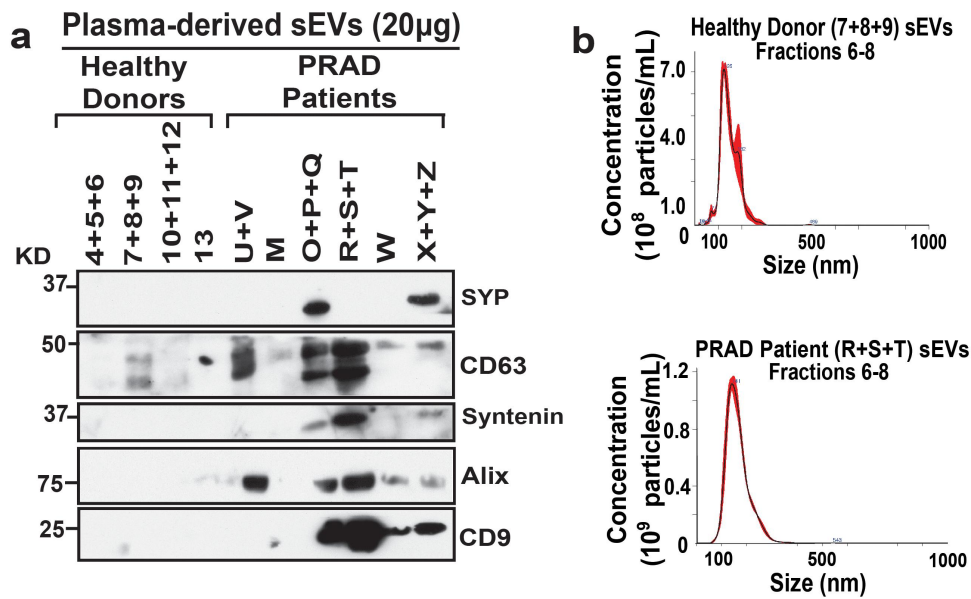 a
Plasma-derived sEVs (20µg)
Healthy
Donors
PRAD
Patients
4+5+6
7+8+9
10+11+12
13
U+V
M
O+P+Q
R+S+T
W
X+Y+Z
KD
37
SYP
50
CD63
37
Syntenin
75
Alix
25
CD9
b
Healthy Donor (7+8+9) sEVs
Fractions 6-8
Concentration
(10⁸ particles/mL)
7.0
4.0
1.0
0
100
500
1000
Size (nm)
PRAD Patient (R+S+T) sEVs
Fractions 6-8
Concentration
(10⁹ particles/mL)
1.2
0.8
0.4
0
100
500
1000
Size (nm)